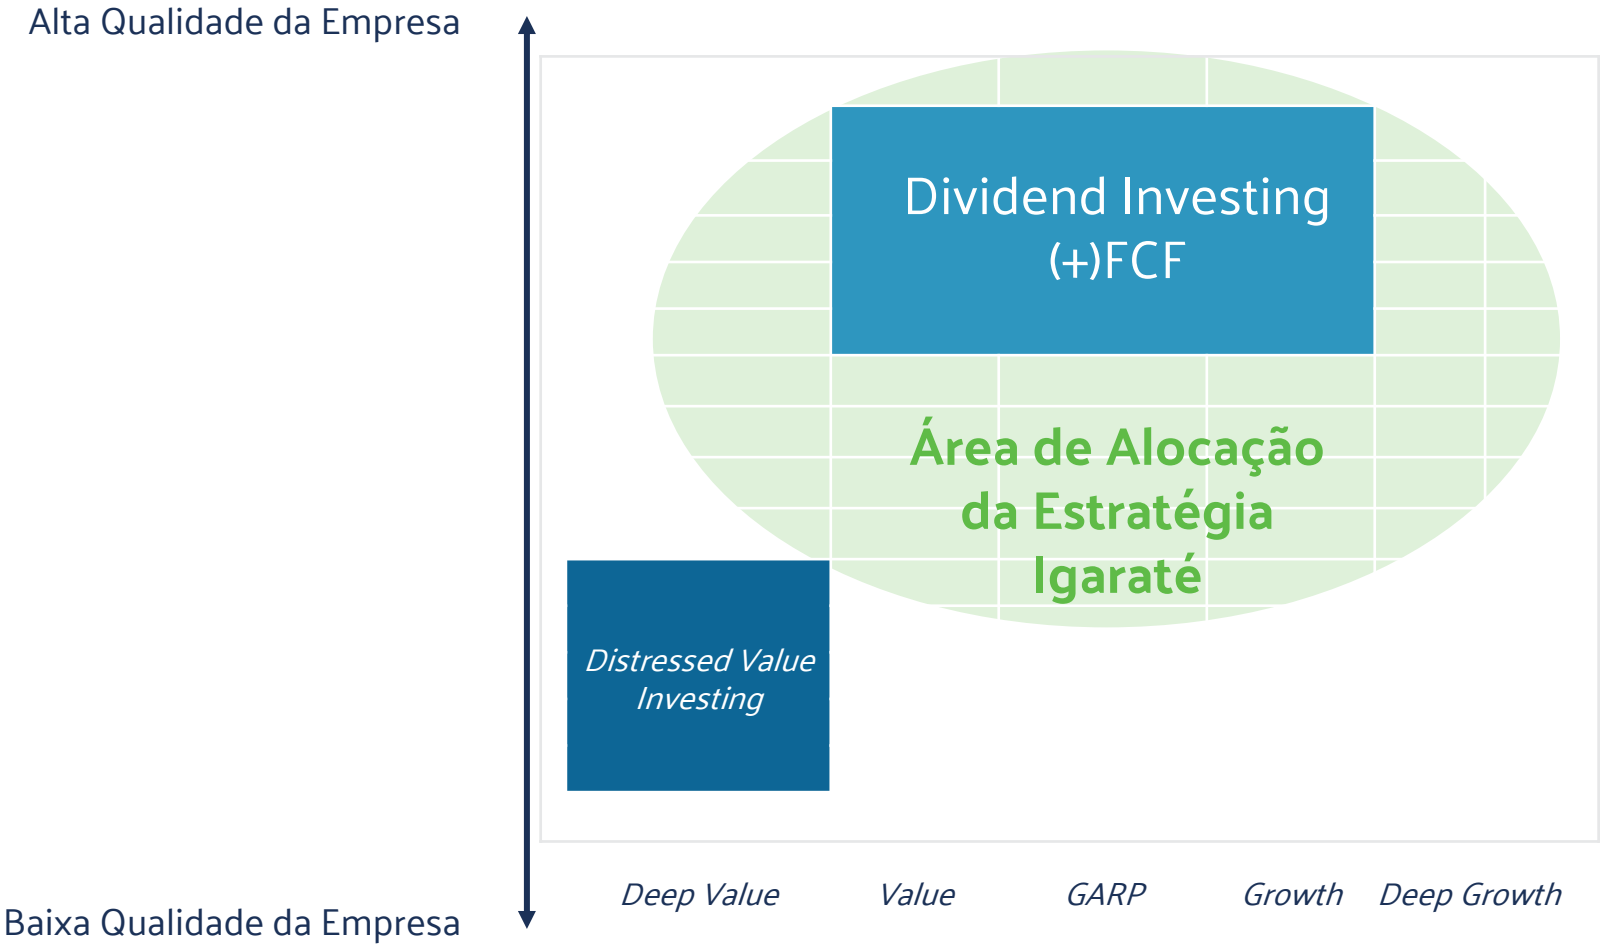 Alta Qualidade da Empresa
Dividend Investing
(+)FCF
Área de Alocação
da Estratégia
Igaraté
Distressed Value
Investing
Deep Value
Value
GARP
Growth
Deep Growth
Baixa Qualidade da Empresa